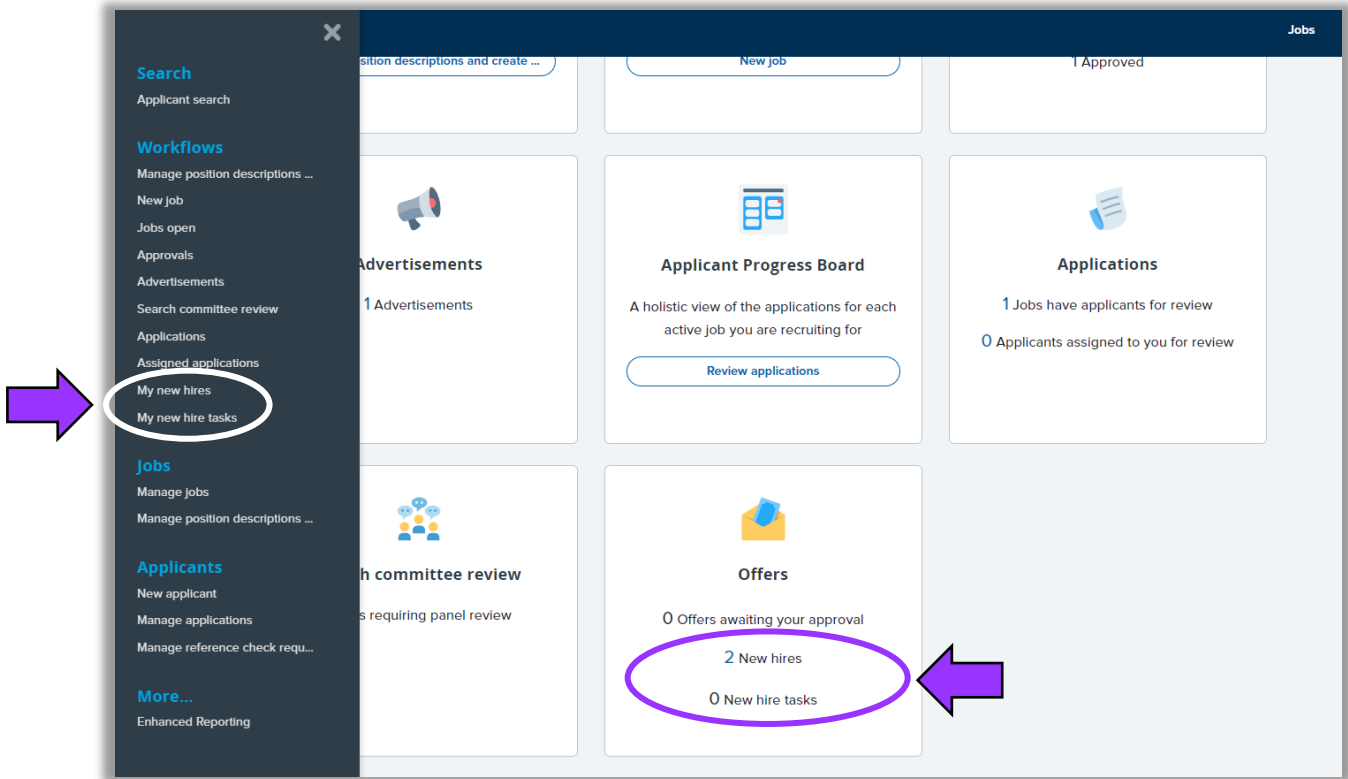 Jobs
Search
Applicant search
Workflows
Manage position descriptions ...
New job
Jobs open
Approvals
Advertisements
Search committee review
Applications
Assigned applications
My new hires
My new hire tasks
Jobs
Manage jobs
Manage position descriptions ...
Applicants
New applicant
Manage applications
Manage reference check requ...
More...
Enhanced Reporting
descriptions and create ...
New job
1 Approved
Advertisements
1 Advertisements
Applicant Progress Board
A holistic view of the applications for each
active job you are recruiting for
Review applications
Applications
1 Jobs have applicants for review
0 Applicants assigned to you for review
committee review
requiring panel review
Offers
0 Offers awaiting your approval
2 New hires
0 New hire tasks